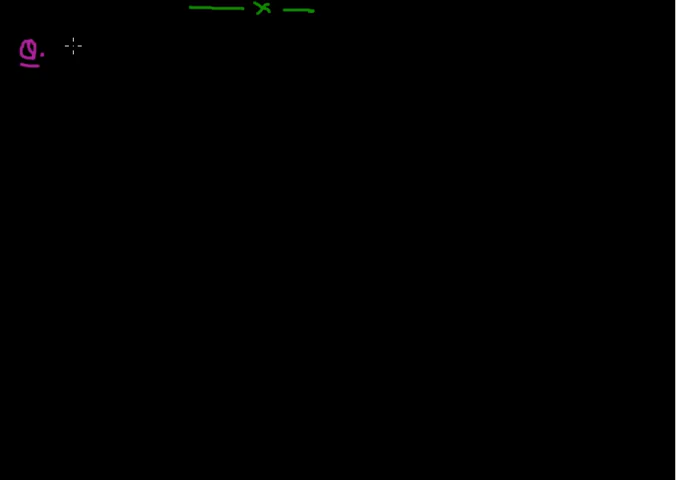 — x —
Q.